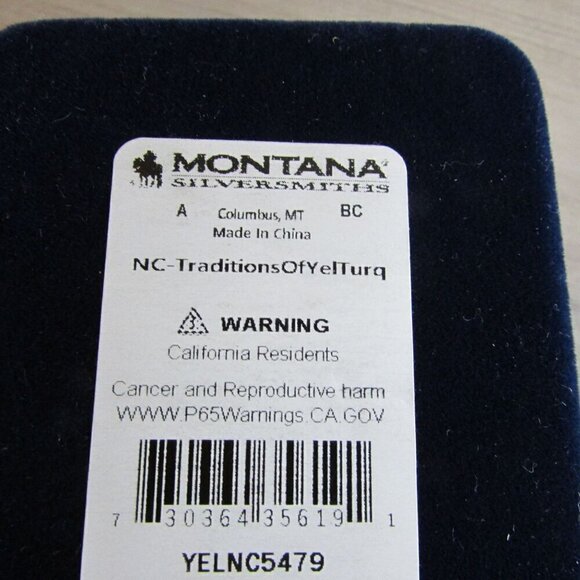 MONTANA
SILVERSMITHS
A Columbus, MT BC
Made In China
NC-TraditionsOfYelTurq
WARNING
California Residents
Cancer and Reproductive harm
WWW.P65Warnings.CA.GOV
7 30364 35619 1
YELNC5479